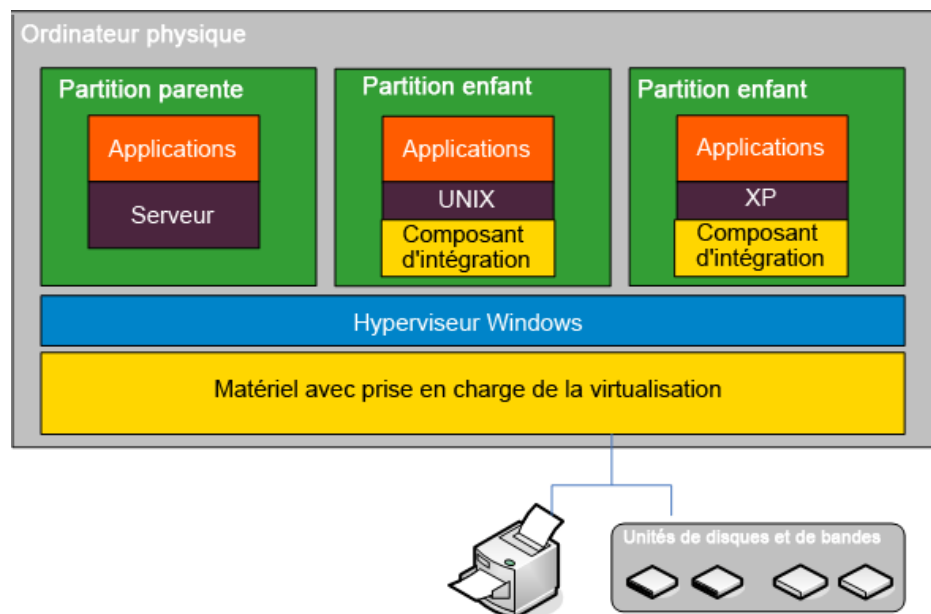 Ordinateur physique
Partition parente
Applications
Serveur
Partition enfant
Applications
UNIX
Composant
d'intégration
Partition enfant
Applications
XP
Composant
d'intégration
Hyperviseur Windows
Matériel avec prise en charge de la virtualisation
Unités de disques et de bandes